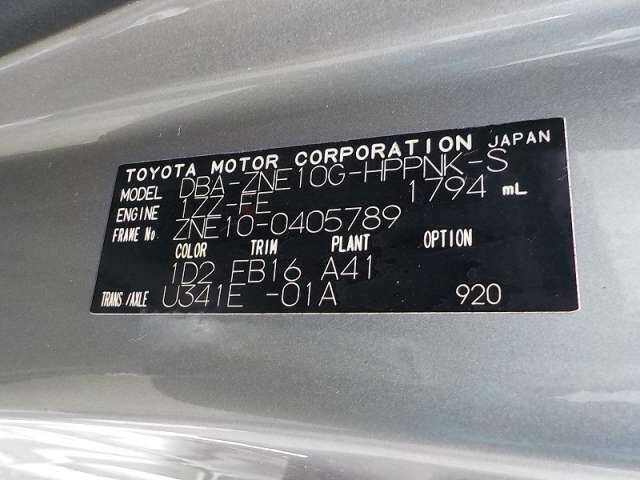 TOYOTA MOTOR CORPORATION JAPAN
MODEL DBA-ZNE10G-HPPNK-S
ENGINE 1ZZ-FE 1794 mL
FRAME No. ZNE10-0405789
COLOR TRIM PLANT OPTION
1D2 FB16 A41
TRANS/AXLE U341E -01A 920